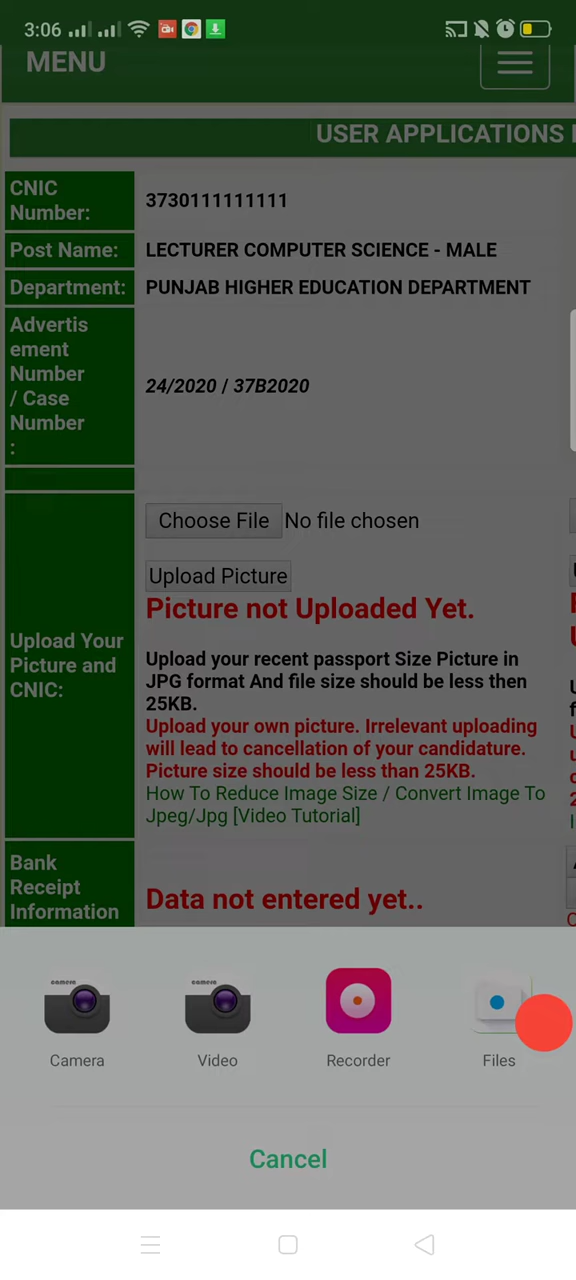 3:06
MENU
USER APPLICATIONS
CNIC
Number:
3730111111111
Post Name:
LECTURER COMPUTER SCIENCE - MALE
Department:
PUNJAB HIGHER EDUCATION DEPARTMENT
Advertis
ement
Number
/ Case
Number
:
24/2020 / 37B2020
Choose File No file chosen
Upload Picture
Picture not Uploaded Yet.
Upload Your
Picture and
CNIC:
Upload your recent passport Size Picture in
JPG format And file size should be less then
25KB.
Upload your own picture. Irrelevant uploading
will lead to cancellation of your candidature.
Picture size should be less than 25KB.
How To Reduce Image Size / Convert Image To
Jpeg/Jpg [Video Tutorial]
Bank
Receipt
Information
Data not entered yet..
camera
camera
Camera
Video
Recorder
Files
Cancel